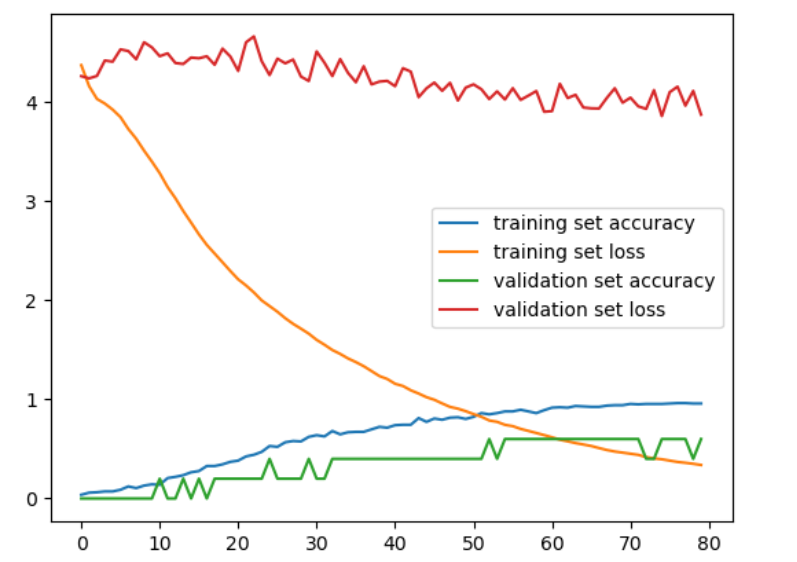 4
3
2
1
0
training set accuracy
training set loss
validation set accuracy
validation set loss
0 10 20 30 40 50 60 70 80